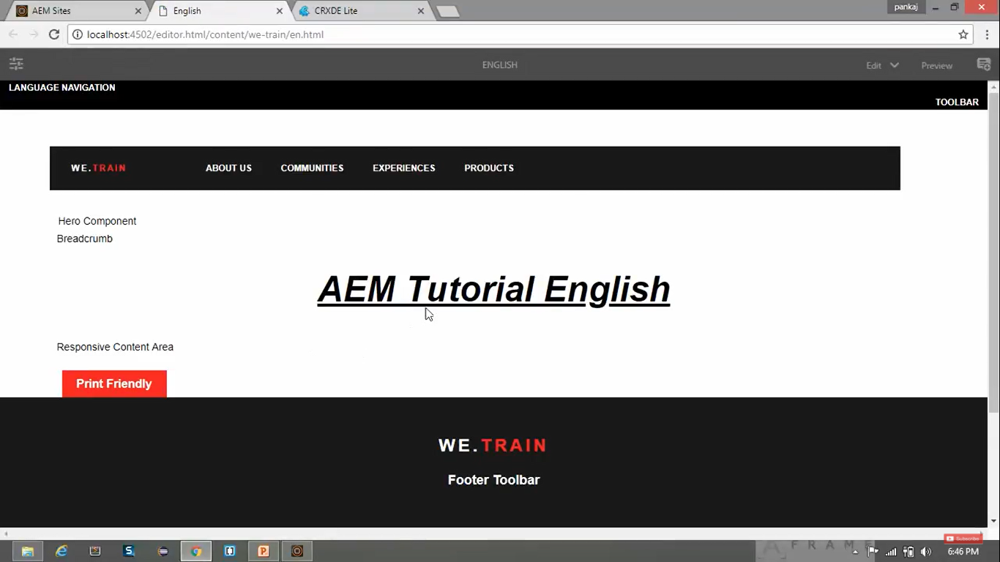 AEM Sites
English
CRXDE Lite
pankaj
localhost:4502/editor.html/content/we-train/en.html
ENGLISH
Edit
Preview
LANGUAGE NAVIGATION
TOOLBAR
WE.TRAIN ABOUT US COMMUNITIES EXPERIENCES PRODUCTS
Hero Component
Breadcrumb
AEM Tutorial English
Responsive Content Area
Print Friendly
WE.TRAIN
Footer Toolbar
Subscribe
A FRAME
6:46 PM